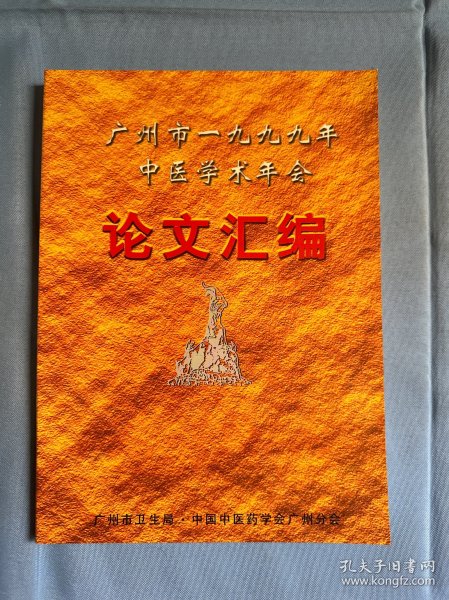 广州市一九九九年
中医学术年会
论文汇编
广州市卫生局·中国中医药学会广州分会
孔夫子旧书网
www.kongfz.com